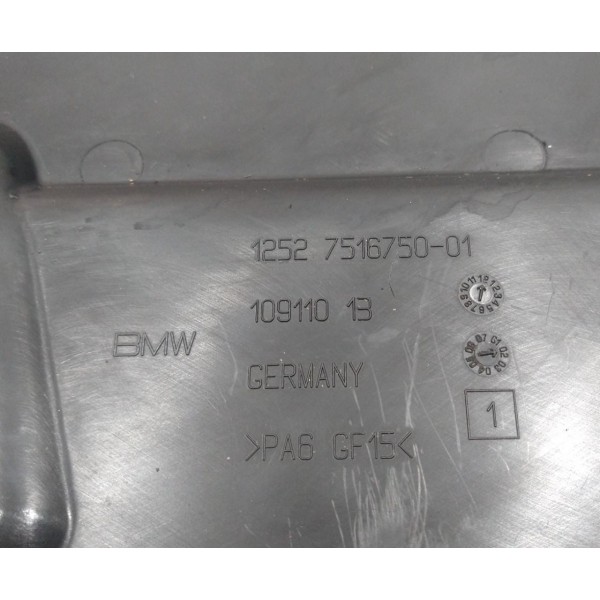 1252 7516750-01
109110 13
BMW
GERMANY
>PA6 GF15<
1